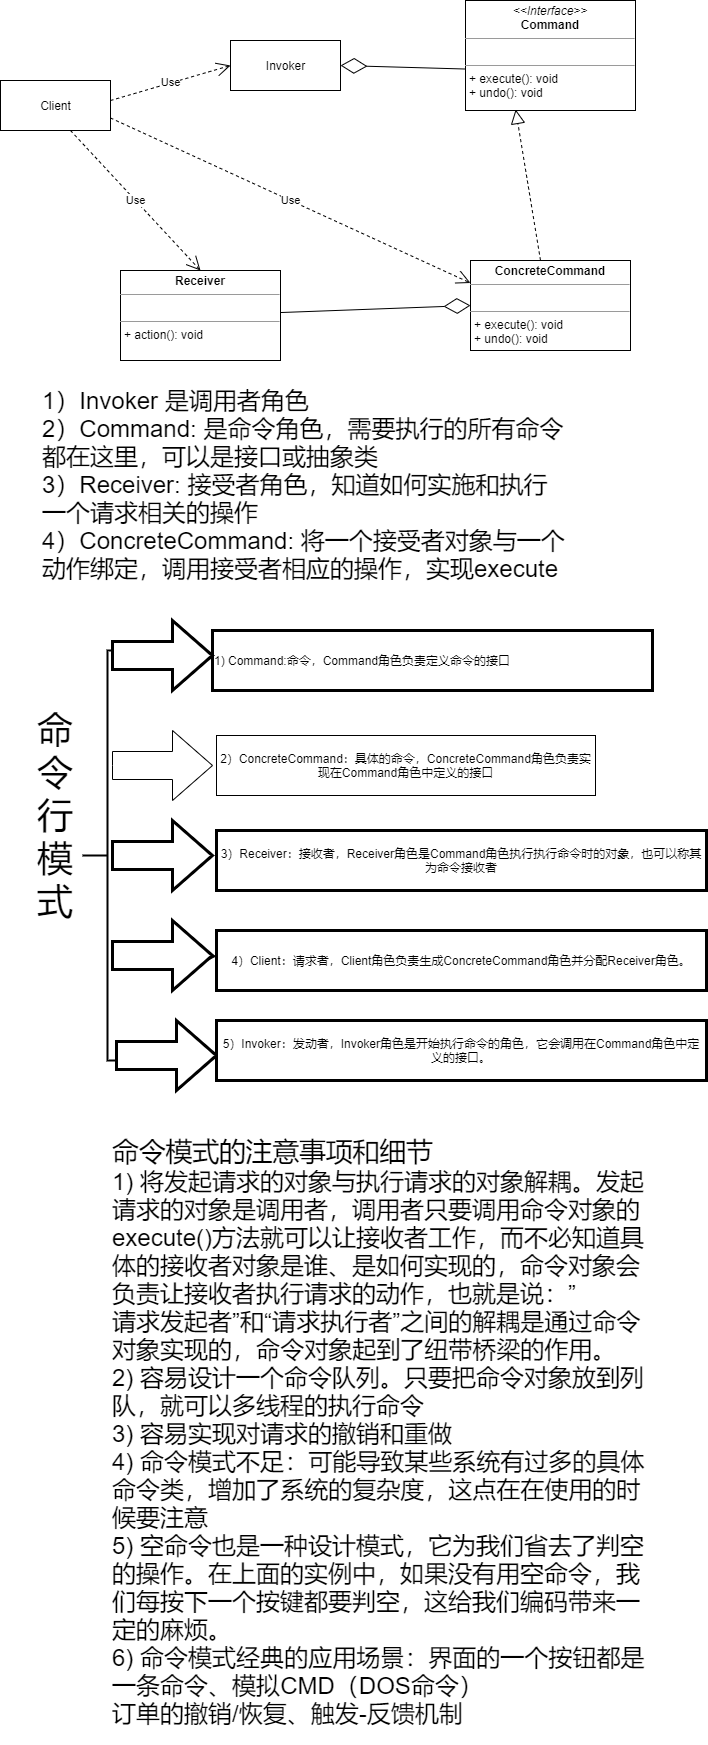 <<Interface>>
Command
+ execute(): void
+ undo(): void
Invoker
Use
Client
Use
Use
Receiver
+ action(): void
ConcreteCommand
+ execute(): void
+ undo(): void
1）Invoker 是调用者角色
2）Command: 是命令角色，需要执行的所有命令
都在这里，可以是接口或抽象类
3）Receiver: 接受者角色，知道如何实施和执行
一个请求相关的操作
4）ConcreteCommand: 将一个接受者对象与一个
动作绑定，调用接受者相应的操作，实现execute
命
令
行
模
式
1) Command:命令，Command角色负责定义命令的接口
2）ConcreteCommand：具体的命令，ConcreteCommand角色负责实
现在Command角色中定义的接口
3）Receiver：接收者，Receiver角色是Command角色执行执行命令时的对象，也可以称其
为命令接收者
4）Client：请求者，Client角色负责生成ConcreteCommand角色并分配Receiver角色。
5）Invoker：发动者，Invoker角色是开始执行命令的角色，它会调用在Command角色中定
义的接口。
命令模式的注意事项和细节
1) 将发起请求的对象与执行请求的对象解耦。发起
请求的对象是调用者，调用者只要调用命令对象的
execute()方法就可以让接收者工作，而不必知道具
体的接收者对象是谁、是如何实现的，命令对象会
负责让接收者执行请求的动作，也就是说：”
请求发起者”和“请求执行者”之间的解耦是通过命令
对象实现的，命令对象起到了纽带桥梁的作用。
2) 容易设计一个命令队列。只要把命令对象放到列
队，就可以多线程的执行命令
3) 容易实现对请求的撤销和重做
4) 命令模式不足：可能导致某些系统有过多的具体
命令类，增加了系统的复杂度，这点在在使用的时
候要注意
5) 空命令也是一种设计模式，它为我们省去了判空
的操作。在上面的实例中，如果没有用空命令，我
们每按下一个按键都要判空，这给我们编码带来一
定的麻烦。
6) 命令模式经典的应用场景：界面的一个按钮都是
一条命令、模拟CMD（DOS命令）
订单的撤销/恢复、触发-反馈机制